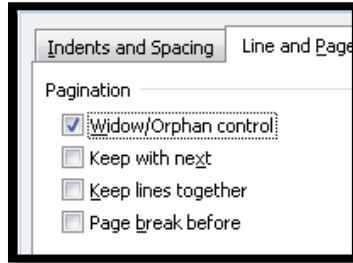 Indents and Spacing Line and Page
Pagination
Widow/Orphan control
Keep with next
Keep lines together
Page break before